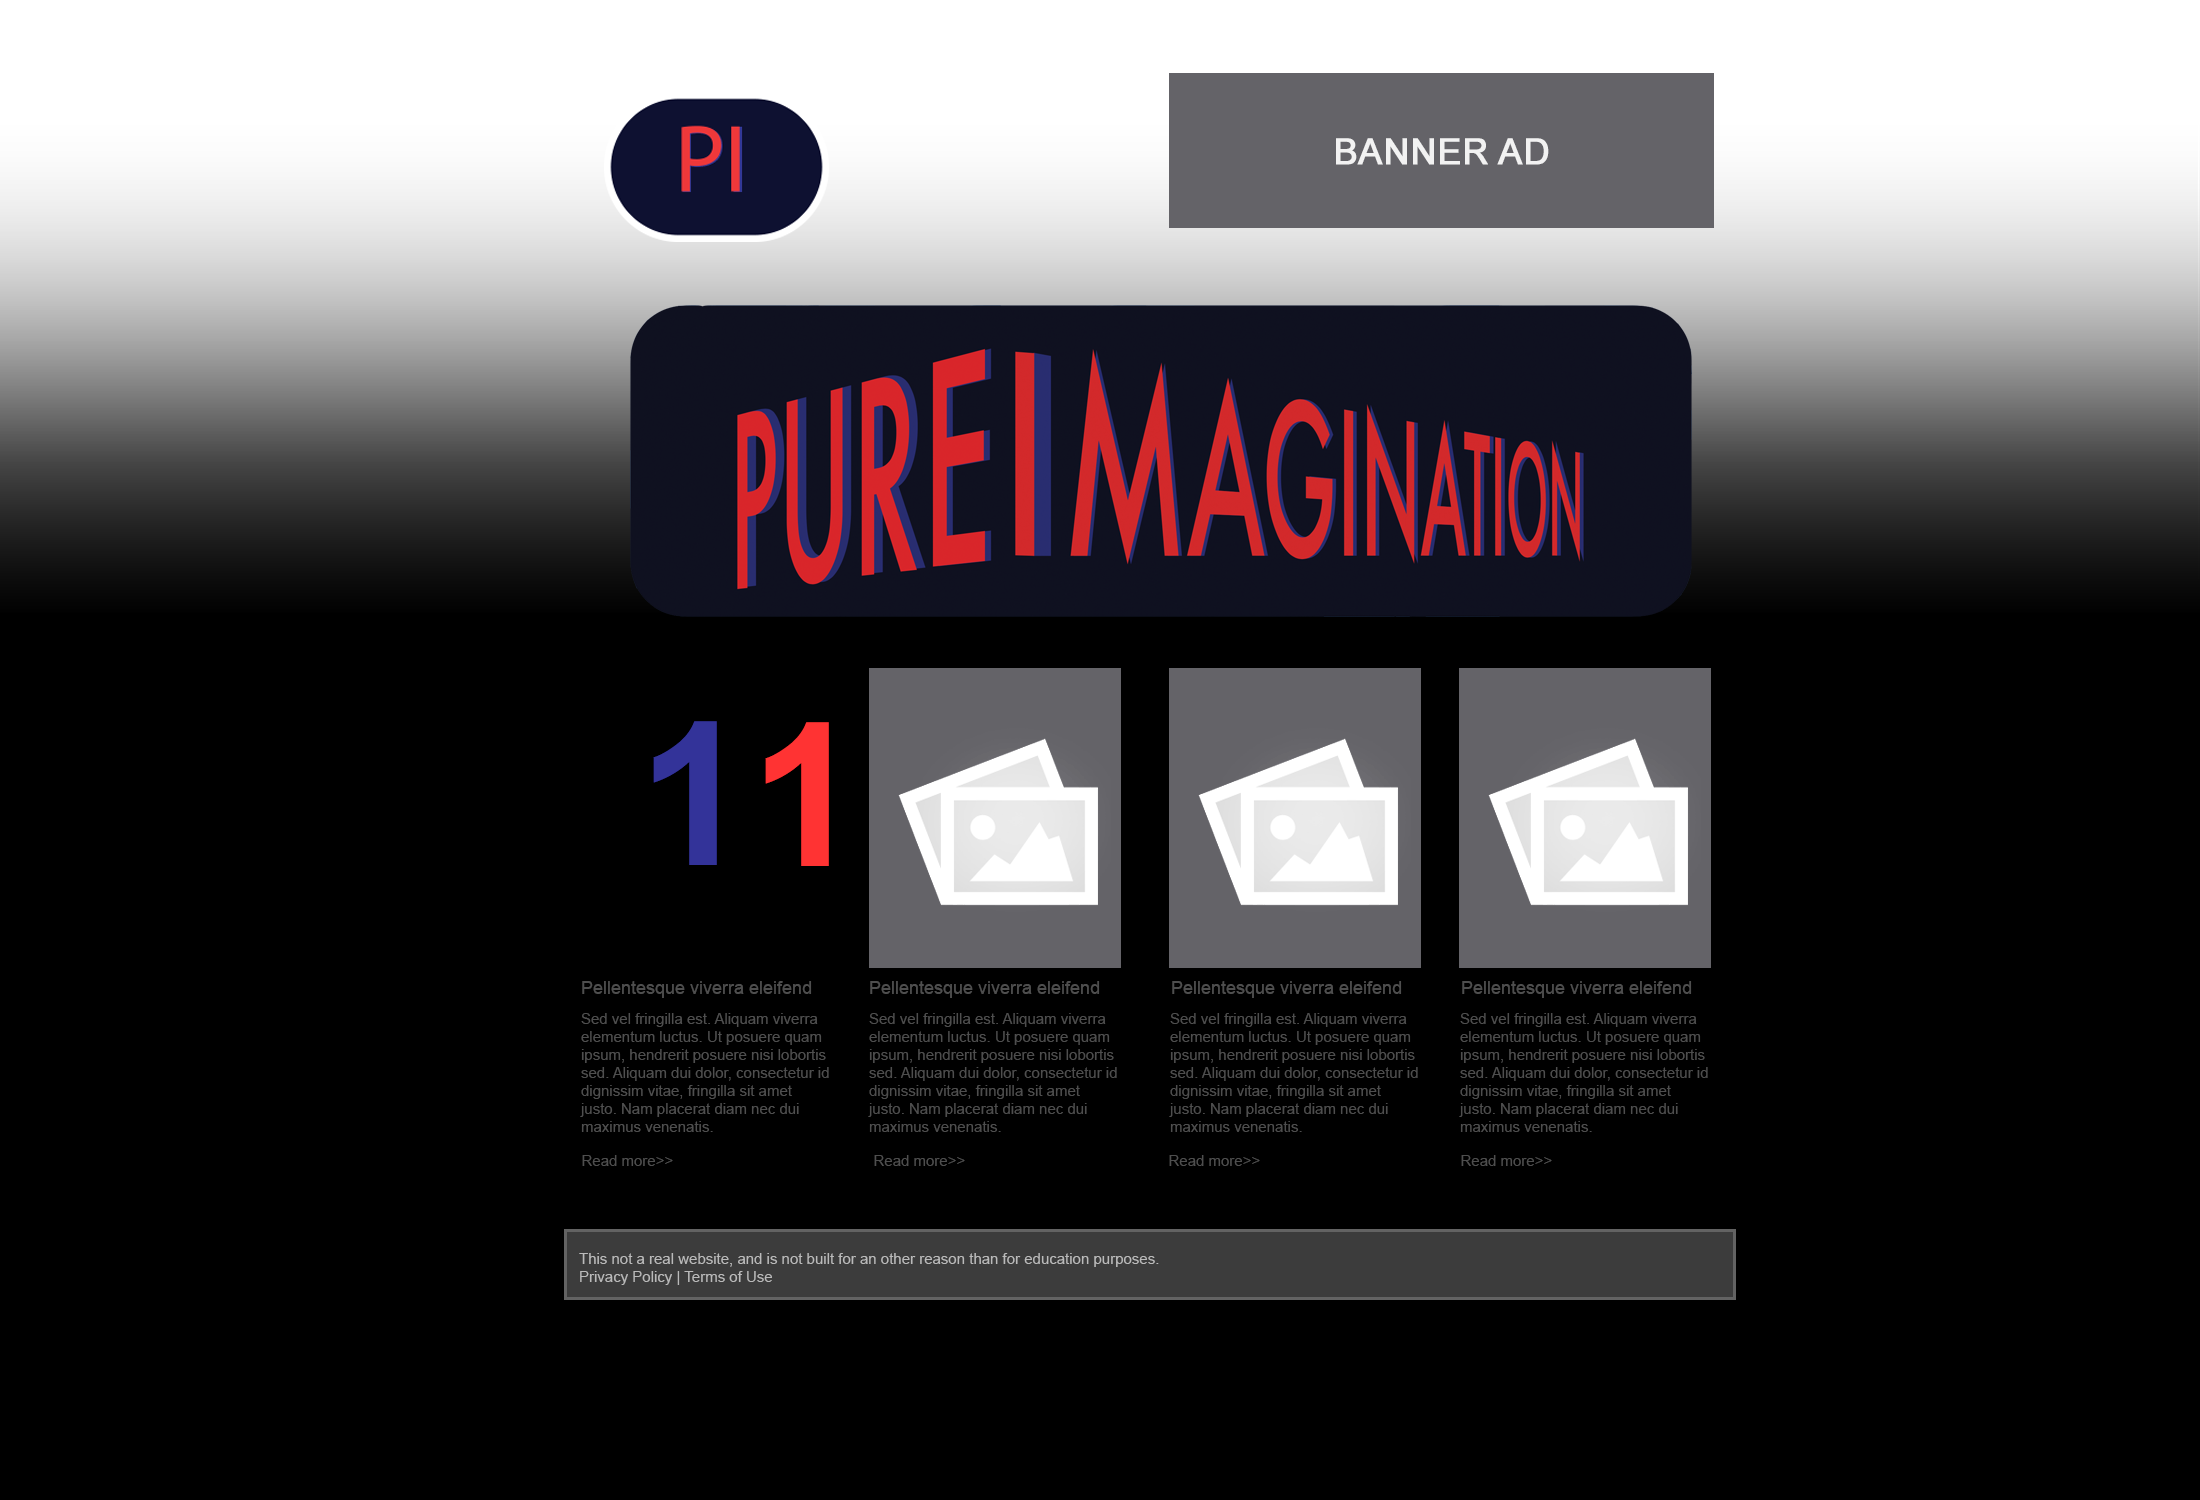 PI
BANNER AD
PURE IMAGINATION
1 1
Pellentesque viverra eleifend
Sed vel fringilla est. Aliquam viverra
elementum luctus. Ut posuere quam
ipsum, hendrerit posuere nisi lobortis
sed. Aliquam dui dolor, consectetur id
dignissim vitae, fringilla sit amet
justo. Nam placerat diam nec dui
maximus venenatis.
Read more>>
Pellentesque viverra eleifend
Sed vel fringilla est. Aliquam viverra
elementum luctus. Ut posuere quam
ipsum, hendrerit posuere nisi lobortis
sed. Aliquam dui dolor, consectetur id
dignissim vitae, fringilla sit amet
justo. Nam placerat diam nec dui
maximus venenatis.
Read more>>
Pellentesque viverra eleifend
Sed vel fringilla est. Aliquam viverra
elementum luctus. Ut posuere quam
ipsum, hendrerit posuere nisi lobortis
sed. Aliquam dui dolor, consectetur id
dignissim vitae, fringilla sit amet
justo. Nam placerat diam nec dui
maximus venenatis.
Read more>>
Pellentesque viverra eleifend
Sed vel fringilla est. Aliquam viverra
elementum luctus. Ut posuere quam
ipsum, hendrerit posuere nisi lobortis
sed. Aliquam dui dolor, consectetur id
dignissim vitae, fringilla sit amet
justo. Nam placerat diam nec dui
maximus venenatis.
Read more>>
This not a real website, and is not built for an other reason than for education purposes.
Privacy Policy | Terms of Use